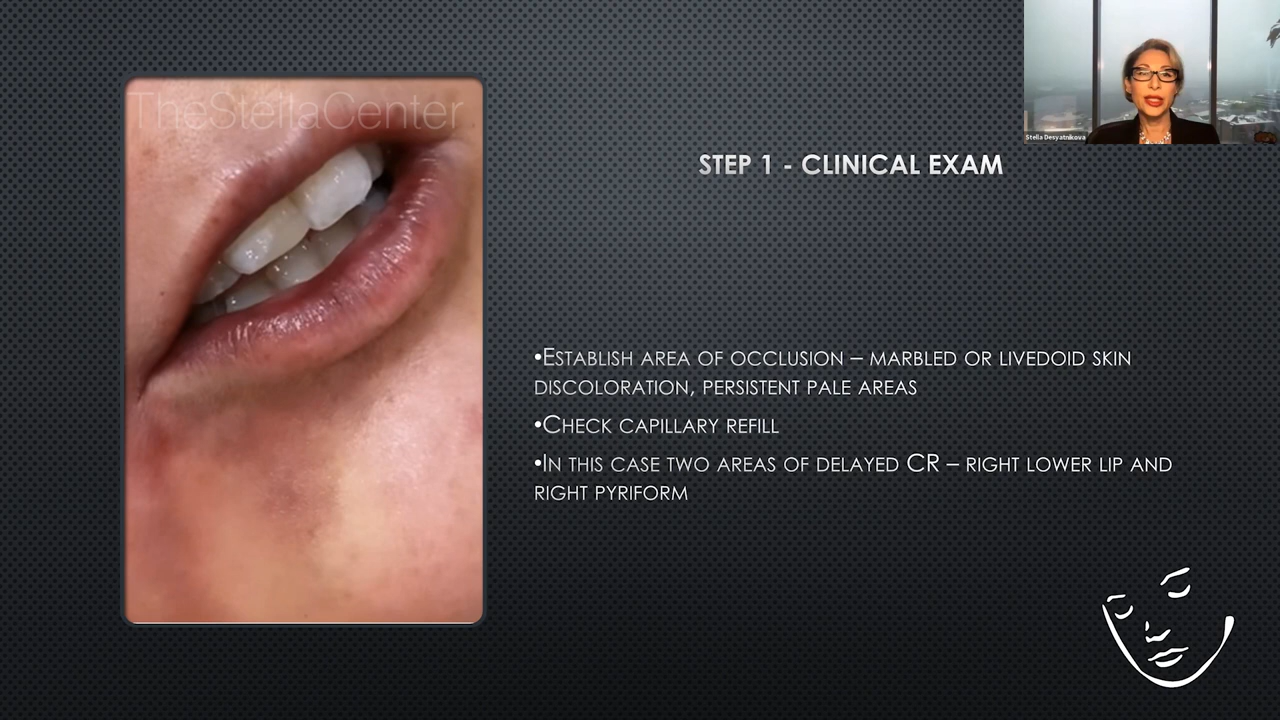 TheStellaCenter
Stella Desyatnikova
STEP 1 - CLINICAL EXAM
•ESTABLISH AREA OF OCCLUSION – MARBLED OR LIVEDOID SKIN
DISCOLORATION, PERSISTENT PALE AREAS
•CHECK CAPILLARY REFILL
•IN THIS CASE TWO AREAS OF DELAYED CR – RIGHT LOWER LIP AND
RIGHT PYRIFORM